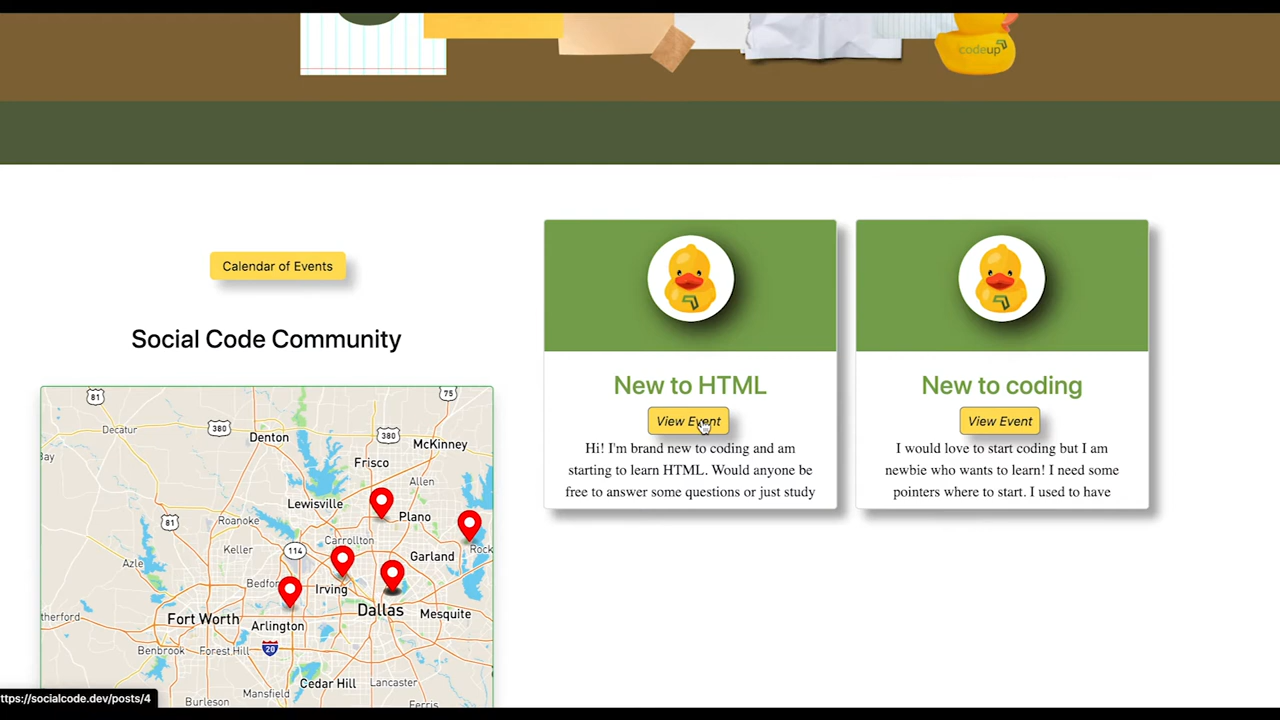 codeup
Calendar of Events
Social Code Community
New to HTML
View Event
Hi! I'm brand new to coding and am
starting to learn HTML. Would anyone be
free to answer some questions or just study
New to coding
View Event
I would love to start coding but I am
newbie who wants to learn! I need some
pointers where to start. I used to have
81
75
Decatur
380
Denton
380
McKinney
Frisco
Allen
Lewisville
Plano
81
Roanoke
Carrollton
Keller
114
Garland
Rock
Azle
Bedfor
Irving
therford
Fort Worth
Dallas
Mesquite
Arlington
Benbrook
Forest Hill
20
Cedar Hill
Lancaster
Mansfield
Burleson
Ferris
ttps://socialcode.dev/posts/4